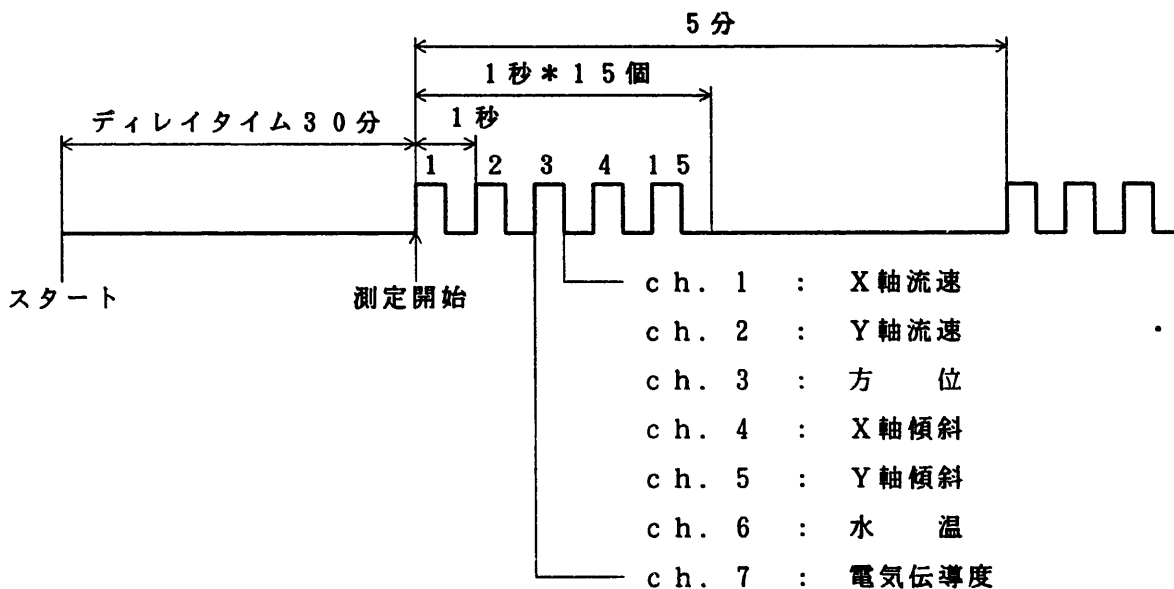 5分
1秒*15個
ディレイタイム30分 1秒
1 2 3 4 15
スタート 測定開始
ch. 1 : X軸流速
ch. 2 : Y軸流速
ch. 3 : 方 位
ch. 4 : X軸傾斜
ch. 5 : Y軸傾斜
ch. 6 : 水 温
ch. 7 : 電気伝導度